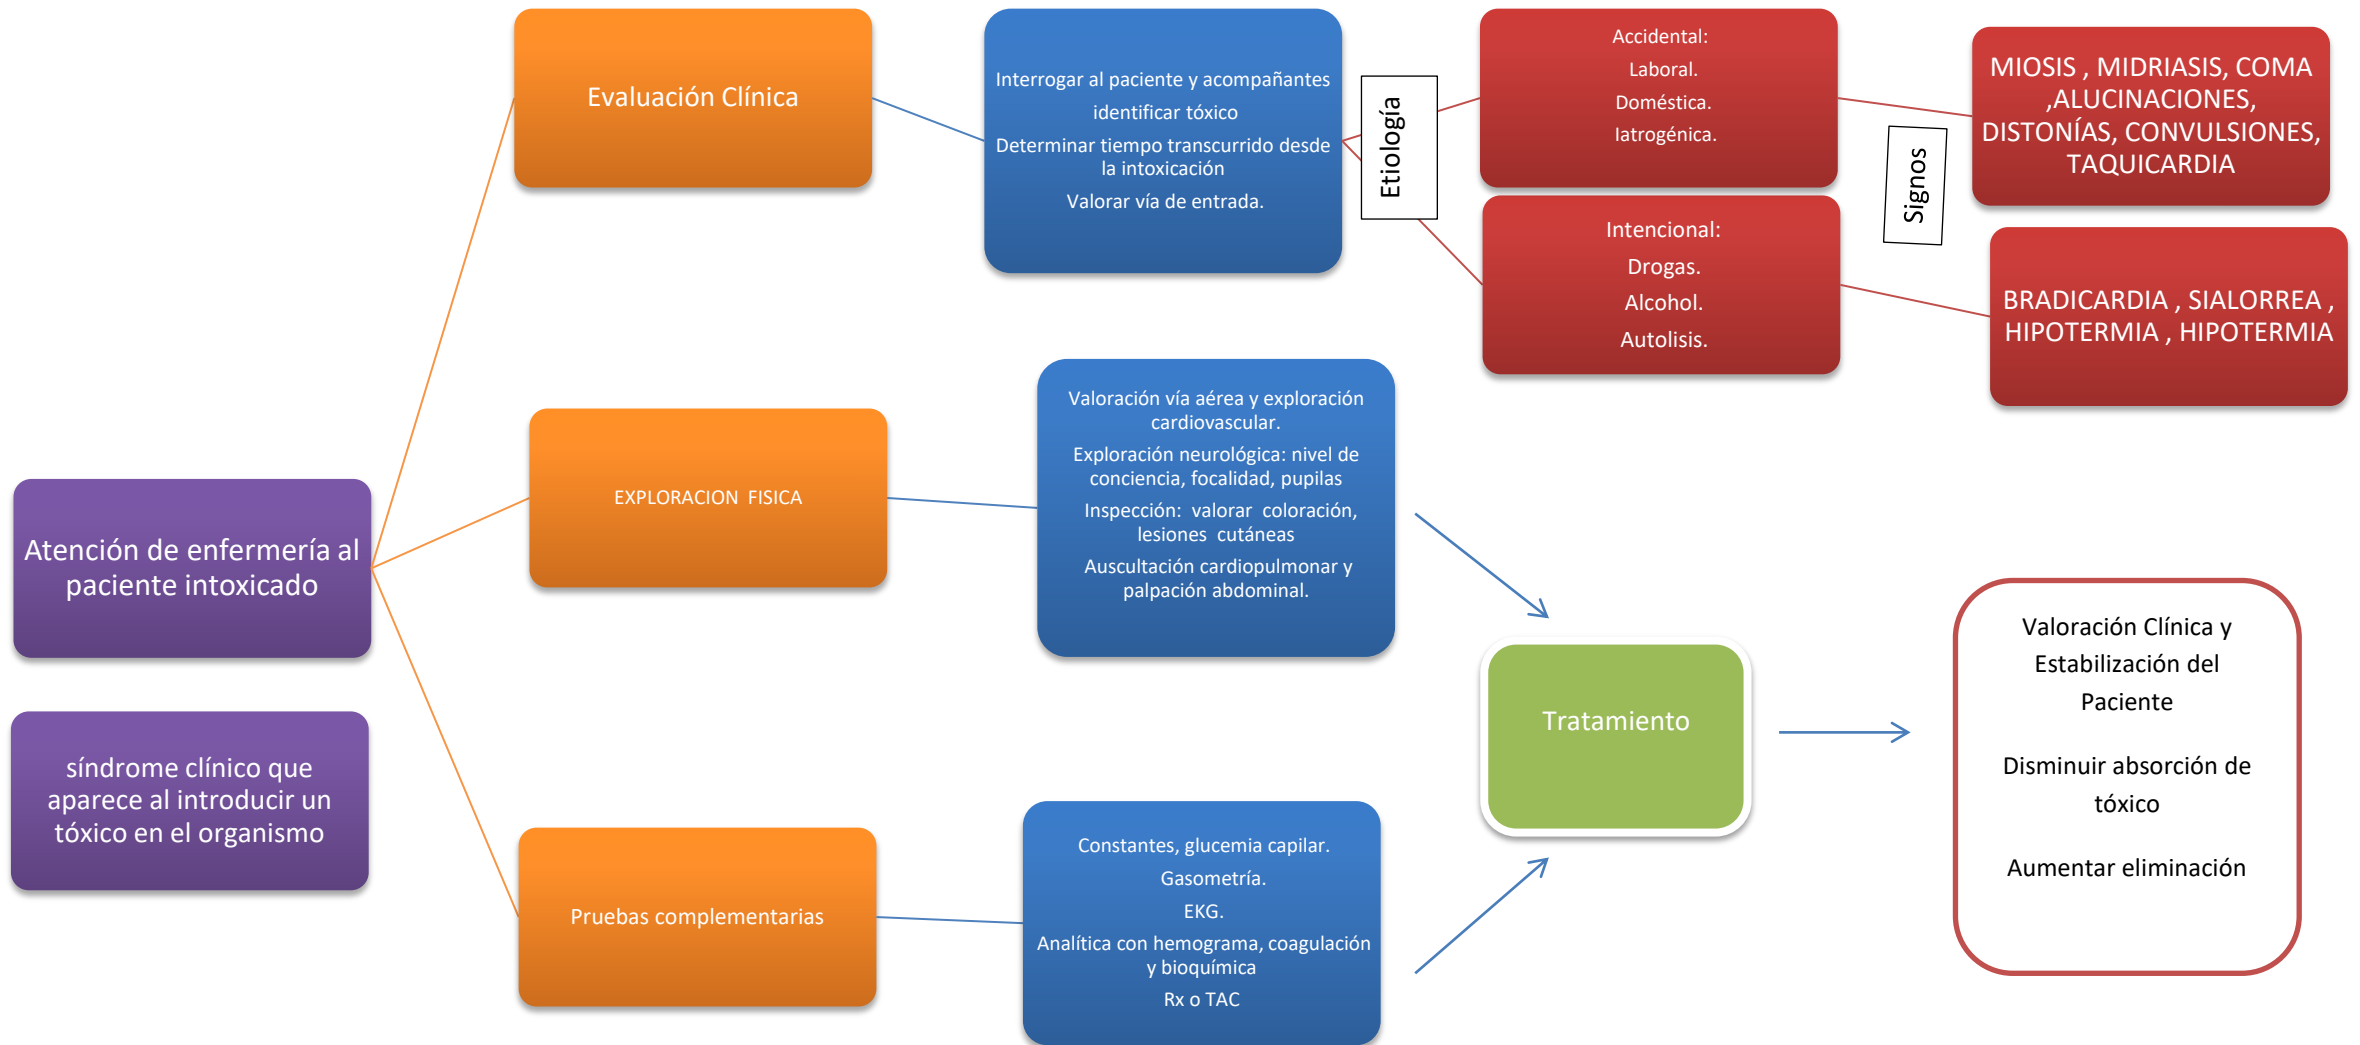 Atención de enfermería al
paciente intoxicado
síndrome clínico que
aparece al introducir un
tóxico en el organismo
Evaluación Clínica
Interrogar al paciente y acompañantes
identificar tóxico
Determinar tiempo transcurrido desde
la intoxicación
Valorar vía de entrada.
Etiología
Accidental:
Laboral.
Doméstica.
Iatrogénica.
Intencional:
Drogas.
Alcohol.
Autolisis.
Signos
MIOSIS , MIDRIASIS, COMA
,ALUCINACIONES,
DISTONÍAS, CONVULSIONES,
TAQUICARDIA
BRADICARDIA , SIALORREA ,
HIPOTERMIA , HIPOTERMIA
EXPLORACION  FISICA
Valoración vía aérea y exploración
cardiovascular.
Exploración neurológica: nivel de
conciencia, focalidad, pupilas
Inspección:  valorar  coloración,
lesiones  cutáneas
Auscultación cardiopulmonar y
palpación abdominal.
Pruebas complementarias
Constantes, glucemia capilar.
Gasometría.
EKG.
Analítica con hemograma, coagulación
y bioquímica
Rx o TAC
Tratamiento
Valoración Clínica y
Estabilización del
Paciente
Disminuir absorción de
tóxico
Aumentar eliminación